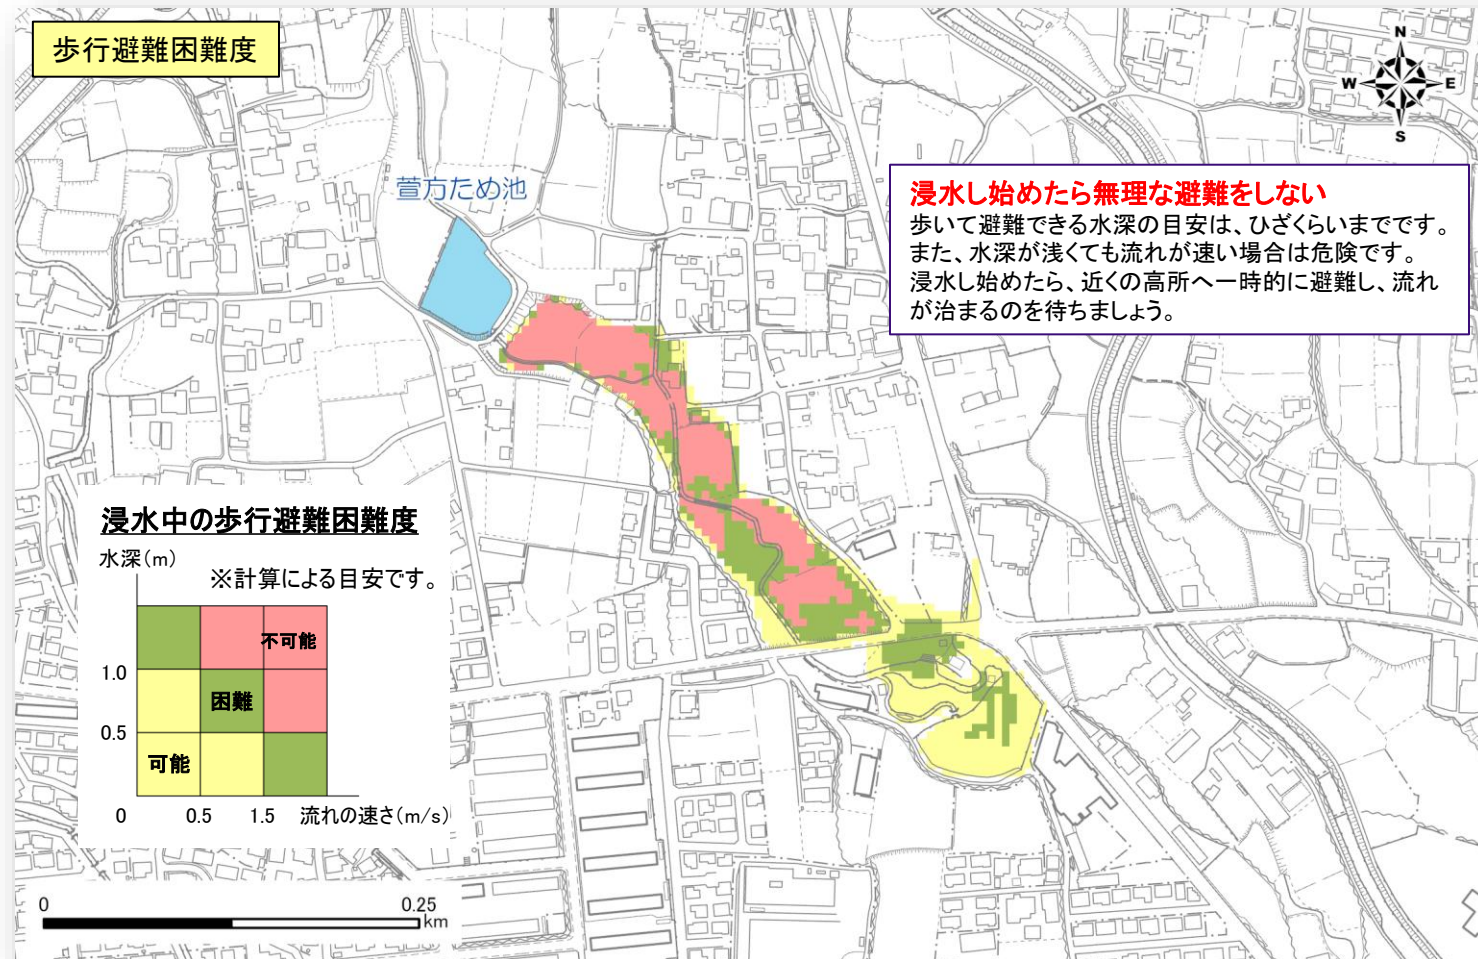 歩行避難困難度
N
W
E
S
萱方ため池
浸水し始めたら無理な避難をしない
歩いて避難できる水深の目安は、ひざくらいまでです。
また、水深が浅くても流れが速い場合は危険です。
浸水し始めたら、近くの高所へ一時的に避難し、流れ
が治まるのを待ちましょう。
浸水中の歩行避難困難度
水深(m)
※計算による目安です。
不可能
1.0
困難
0.5
可能
0
0.5
1.5
流れの速さ(m/s)
0
0.25
km